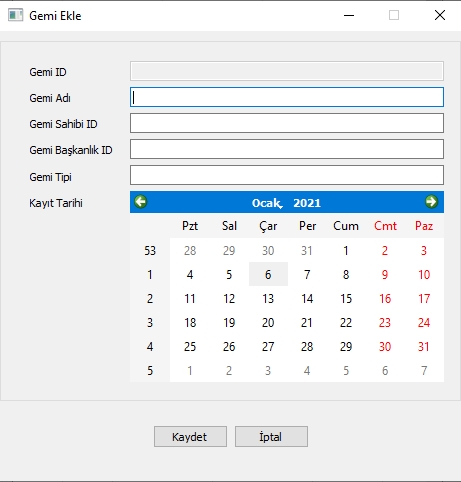 Gemi Ekle
Gemi ID
Gemi Adı
Gemi Sahibi ID
Gemi Başkanlık ID
Gemi Tipi
Kayıt Tarihi
Ocak, 2021
Pzt Sal Çar Per Cum Cmt Paz
53 28 29 30 31 1 2 3
1 4 5 6 7 8 9 10
2 11 12 13 14 15 16 17
3 18 19 20 21 22 23 24
4 25 26 27 28 29 30 31
5 1 2 3 4 5 6 7
Kaydet İptal